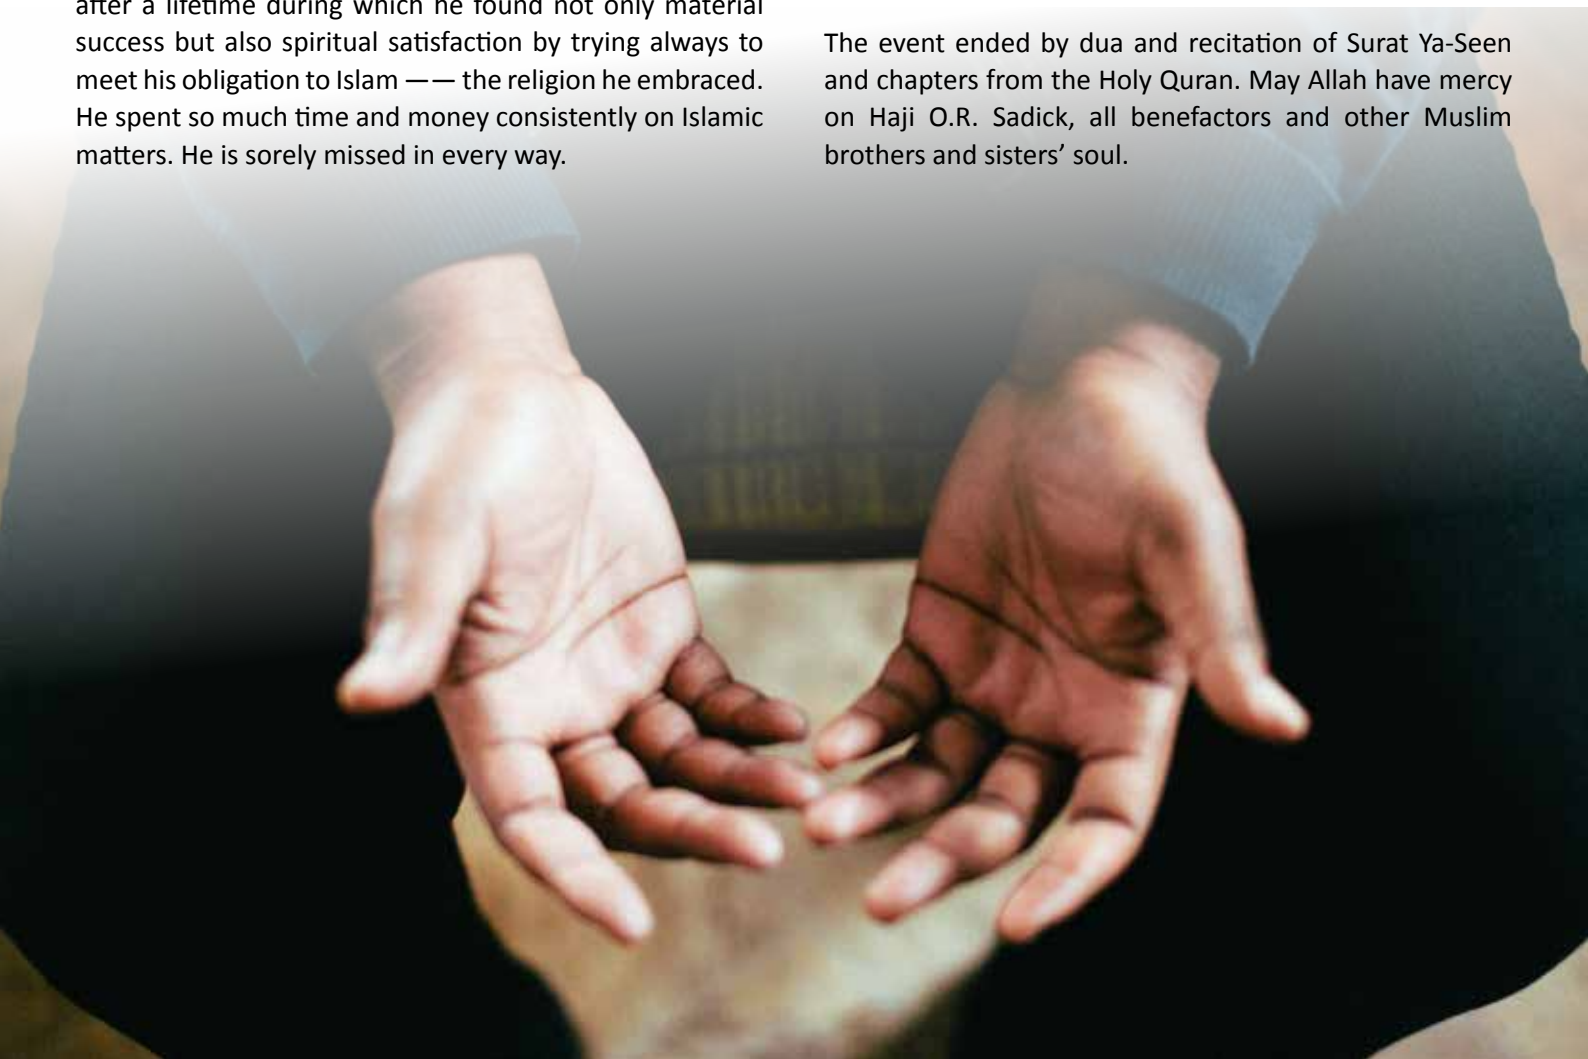 after a lifetime during which he found not only material
success but also spiritual satisfaction by trying always to
meet his obligation to Islam —— the religion he embraced.
He spent so much time and money consistently on Islamic
matters. He is sorely missed in every way.
The event ended by dua and recitation of Surat Ya-Seen
and chapters from the Holy Quran. May Allah have mercy
on Haji O.R. Sadick, all benefactors and other Muslim
brothers and sisters’ soul.